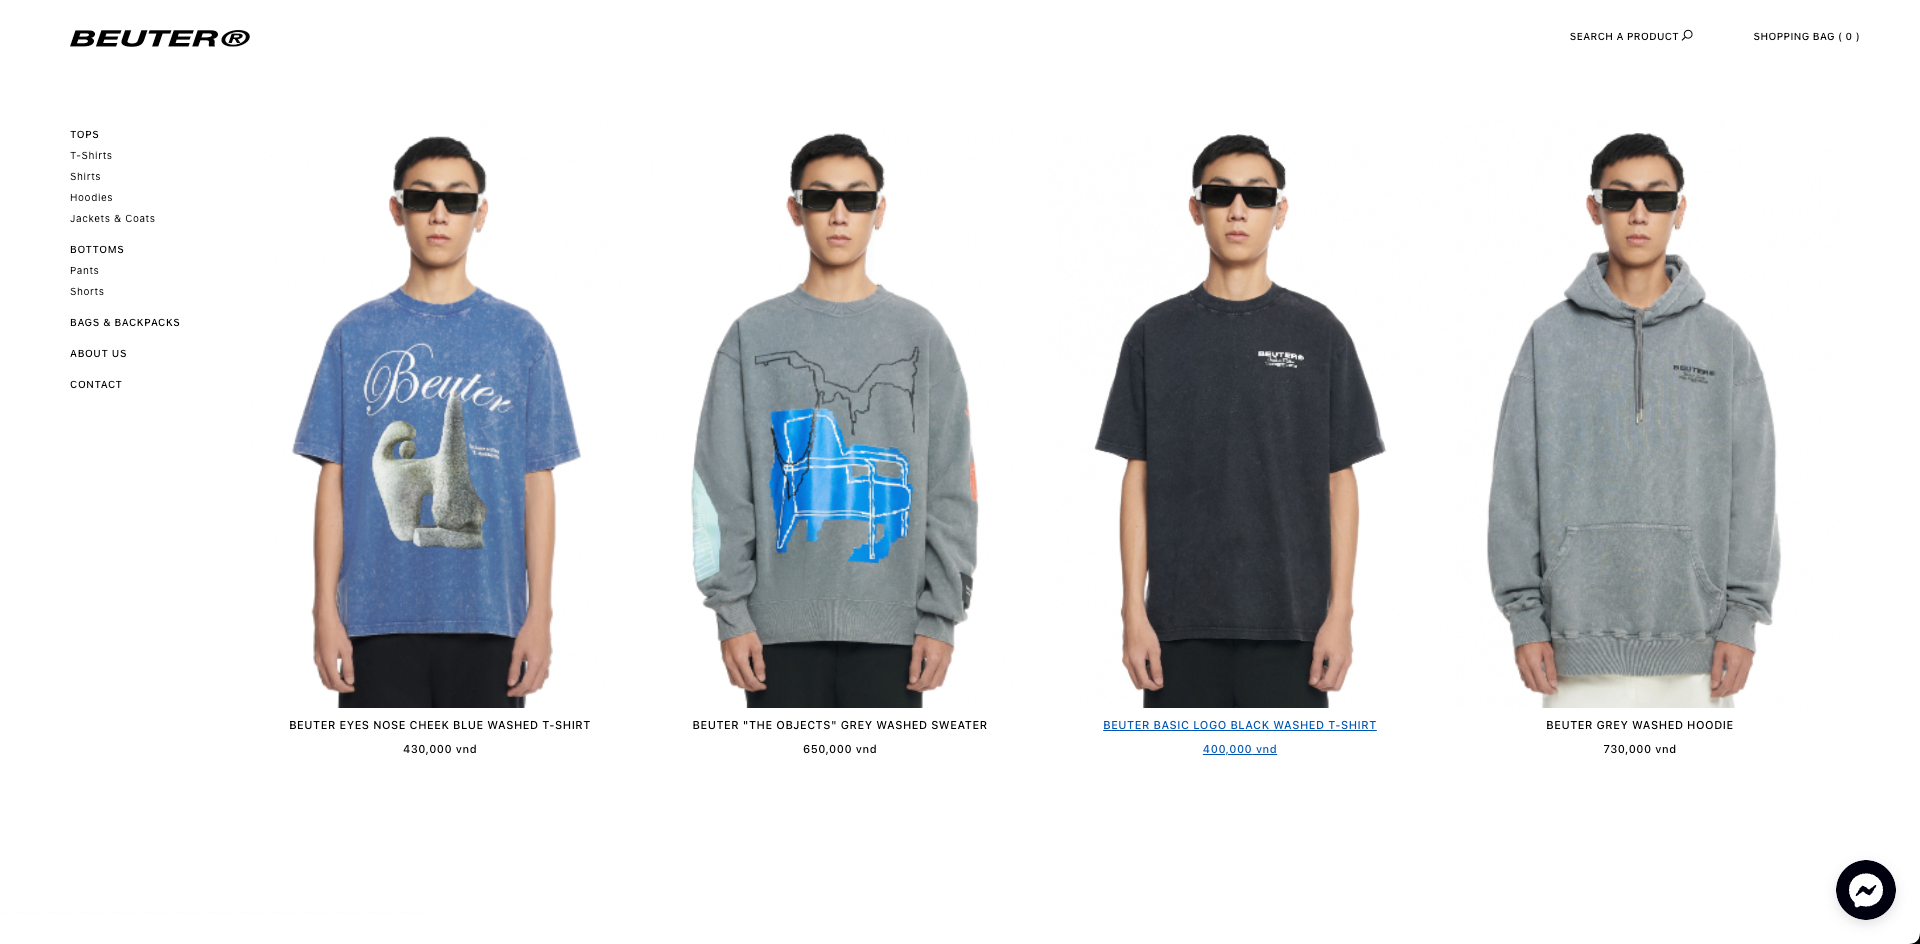 BEUTER®
SEARCH A PRODUCT
SHOPPING BAG ( 0 )
TOPS
T-Shirts
Shirts
Hoodies
Jackets & Coats
BOTTOMS
Pants
Shorts
BAGS & BACKPACKS
ABOUT US
CONTACT
Beuter
BEUTER®
BEUTER®
BEUTER EYES NOSE CHEEK BLUE WASHED T-SHIRT
430,000 vnd
BEUTER "THE OBJECTS" GREY WASHED SWEATER
650,000 vnd
BEUTER BASIC LOGO BLACK WASHED T-SHIRT
400,000 vnd
BEUTER GREY WASHED HOODIE
730,000 vnd